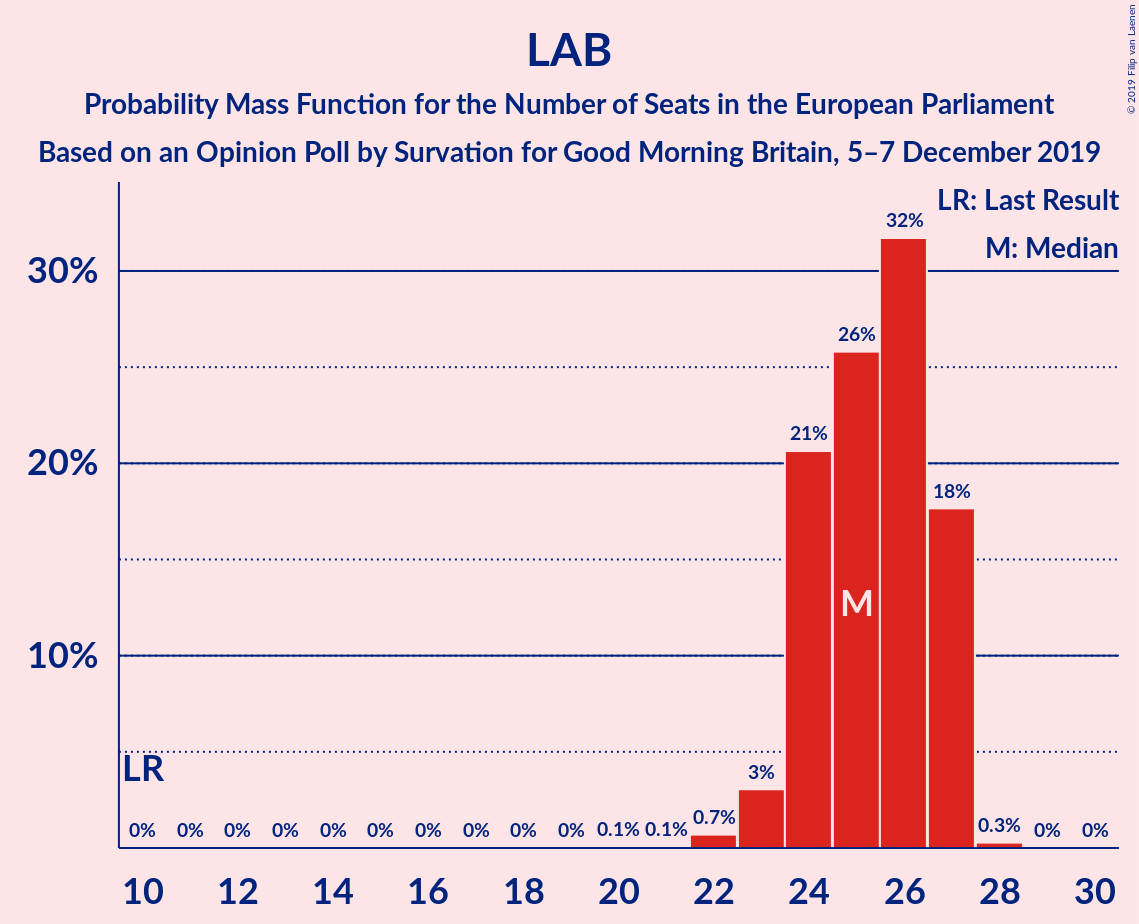 LAB
Probability Mass Function for the Number of Seats in the European Parliament
Based on an Opinion Poll by Survation for Good Morning Britain, 5–7 December 2019
© 2019 Filip van Laenen
LR: Last Result
M: Median
30%
20%
10%
32%
26%
21%
18%
M
LR
0% 0% 0% 0% 0% 0% 0% 0% 0% 0% 0.1% 0.1% 0.7% 3% 0.3% 0% 0%
10 12 14 16 18 20 22 24 26 28 30